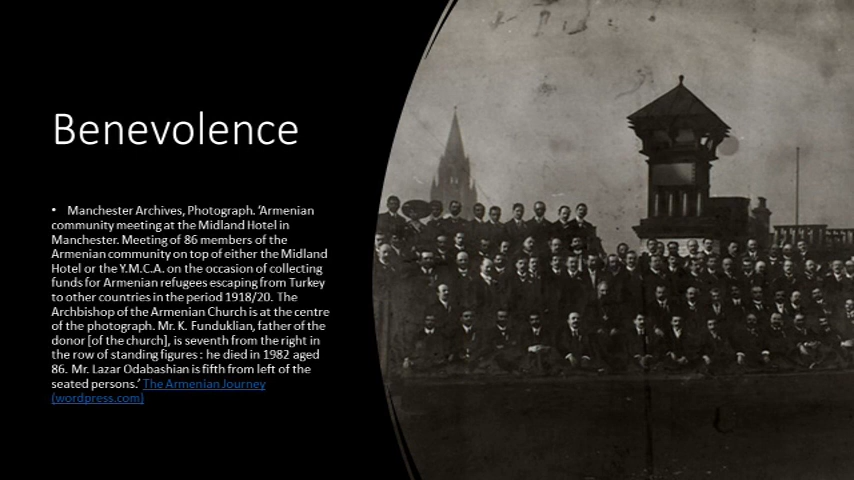 Benevolence
• Manchester Archives, Photograph. ‘Armenian
community meeting at the Midland Hotel in
Manchester. Meeting of 86 members of the
Armenian community on top of either the Midland
Hotel or the Y.M.C.A. on the occasion of collecting
funds for Armenian refugees escaping from Turkey
to other countries in the period 1918/20. The
Archbishop of the Armenian Church is at the centre
of the photograph. Mr. K. Funduklian, father of the
donor [of the church], is seventh from the right in
the row of standing figures : he died in 1982 aged
86. Mr. Lazar Odabashian is fifth from left of the
seated persons.’ The Armenian Journey
(wordpress.com)